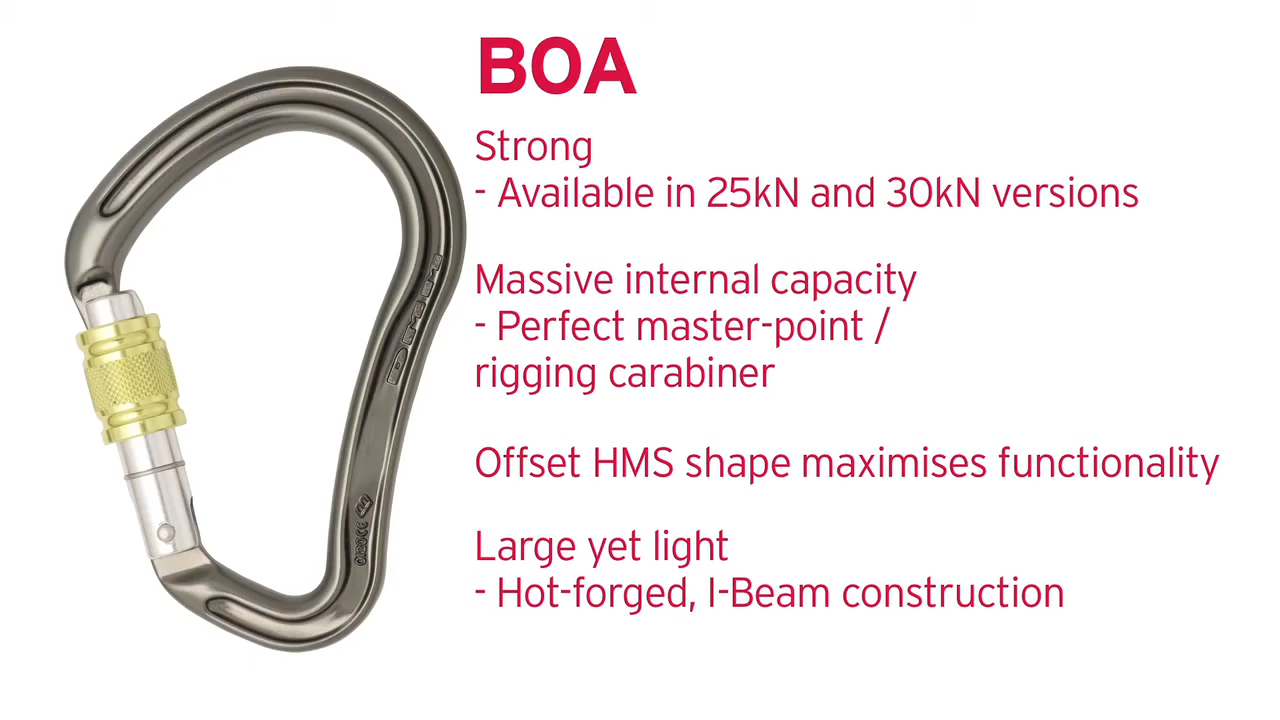 BOA
Strong
- Available in 25kN and 30kN versions
Massive internal capacity
- Perfect master-point /
rigging carabiner
Offset HMS shape maximises functionality
Large yet light
- Hot-forged, I-Beam construction